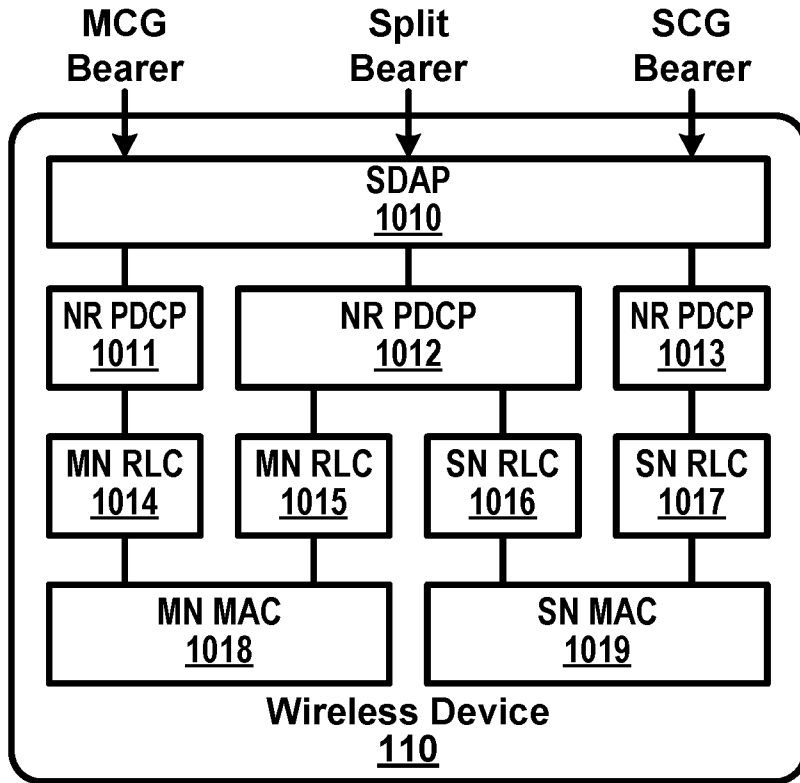 MCG Split SCG
Bearer Bearer Bearer
SDAP
1010
NR PDCP NR PDCP NR PDCP
1011 1012 1013
MN RLC MN RLC SN RLC SN RLC
1014 1015 1016 1017
MN MAC SN MAC
1018 1019
Wireless Device
110